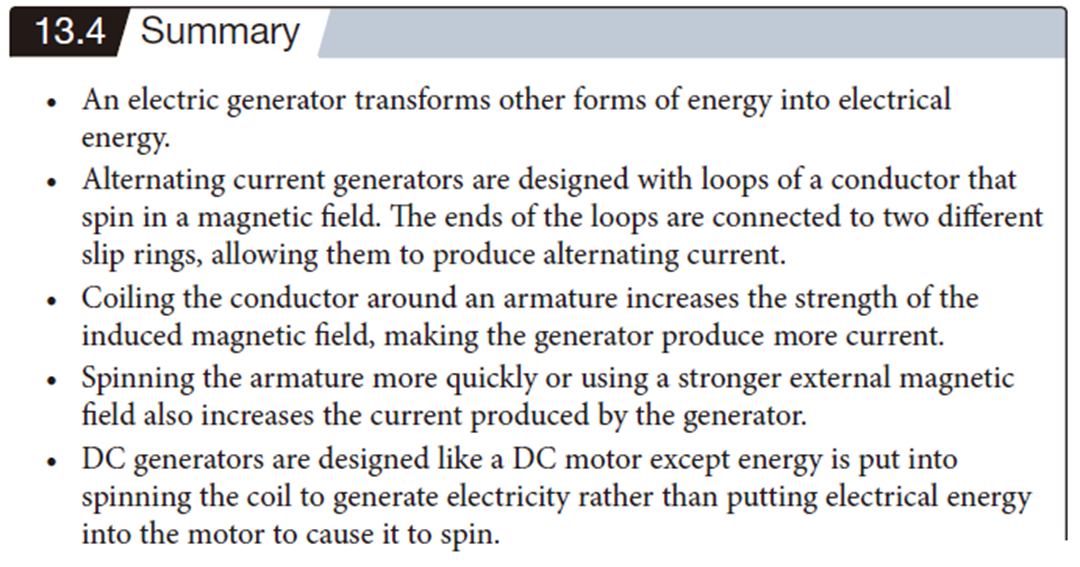 13.4 Summary
• An electric generator transforms other forms of energy into electrical
energy.
• Alternating current generators are designed with loops of a conductor that
spin in a magnetic field. The ends of the loops are connected to two different
slip rings, allowing them to produce alternating current.
• Coiling the conductor around an armature increases the strength of the
induced magnetic field, making the generator produce more current.
• Spinning the armature more quickly or using a stronger external magnetic
field also increases the current produced by the generator.
• DC generators are designed like a DC motor except energy is put into
spinning the coil to generate electricity rather than putting electrical energy
into the motor to cause it to spin.